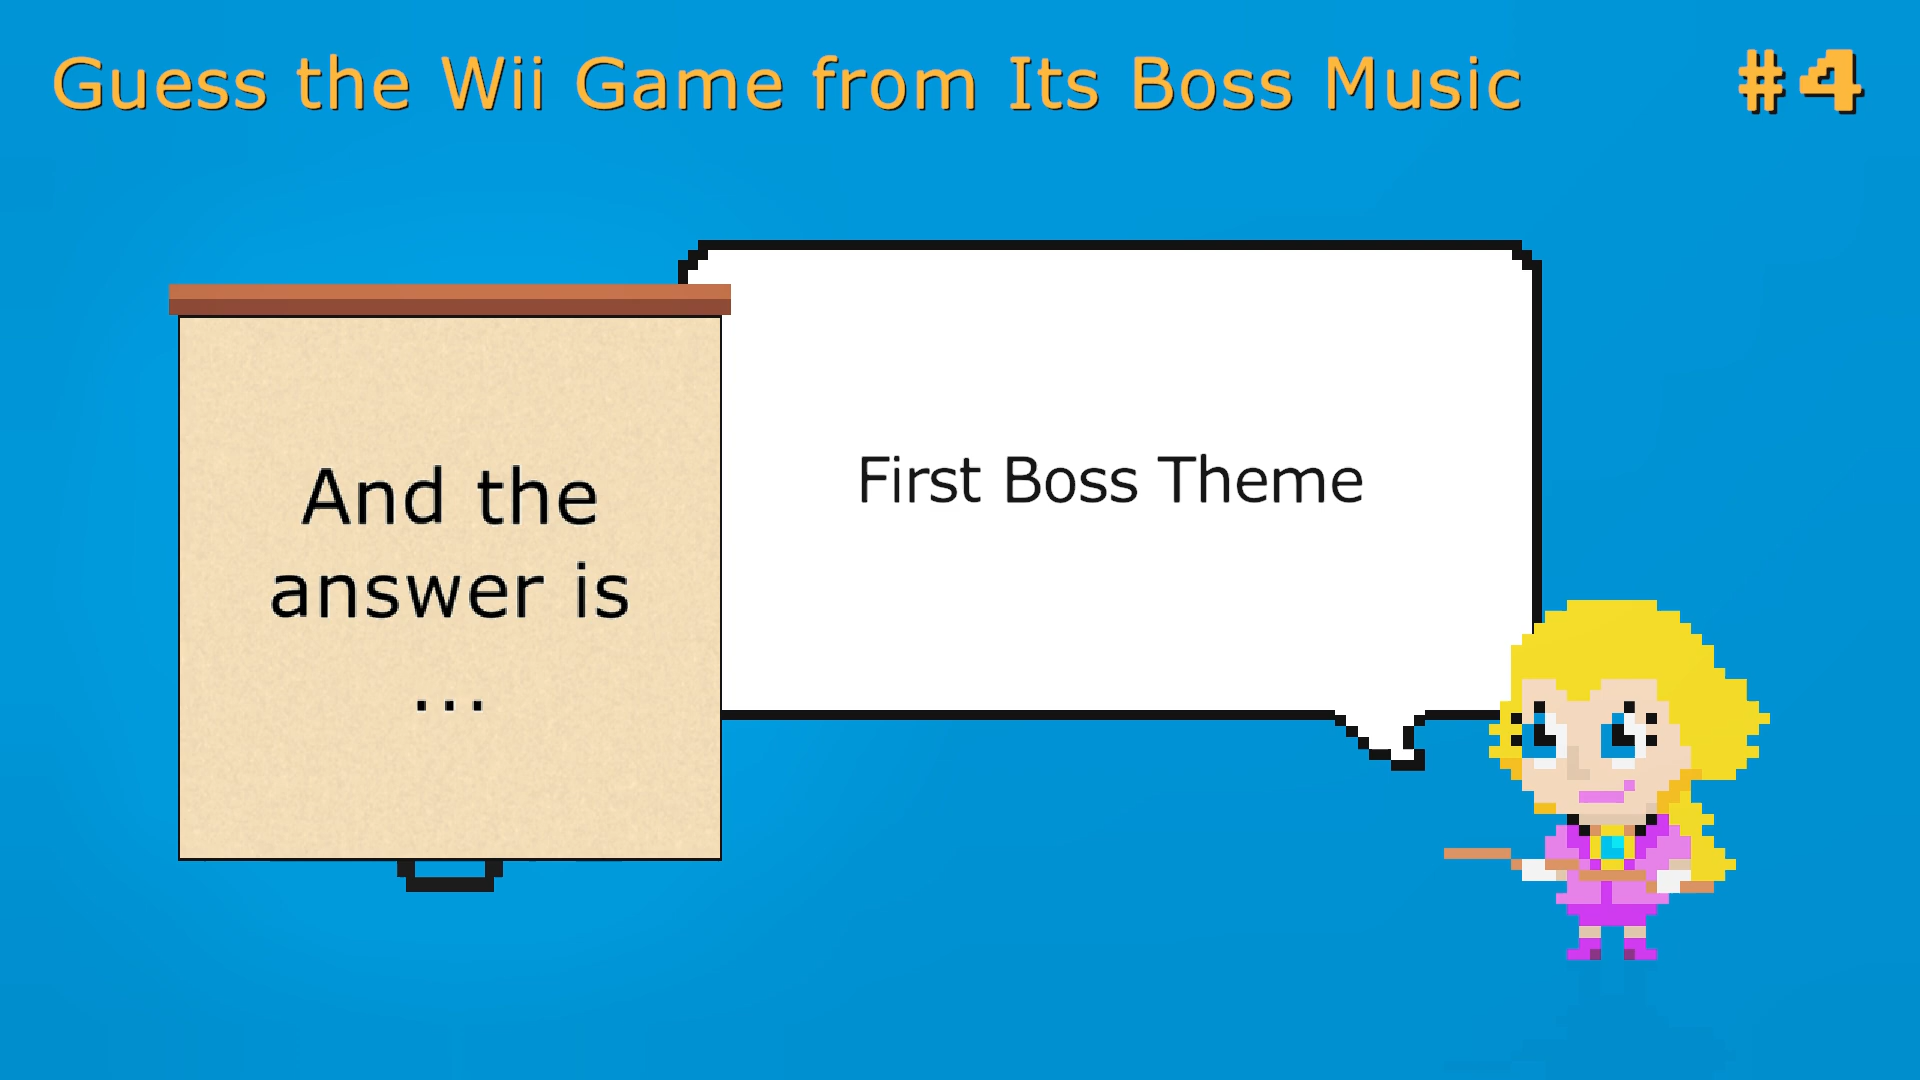 Guess the Wii Game from Its Boss Music
#4
And the
answer is
...
First Boss Theme